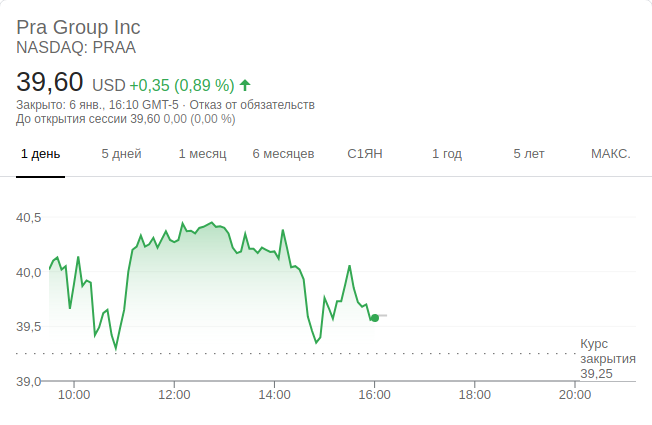 Pra Group Inc
NASDAQ: PRAA
39,60 USD +0,35 (0,89 %)
Закрыто: 6 янв., 16:10 GMT-5 · Отказ от обязательств
До открытия сессии 39,60 0,00 (0,00 %)
1 день 5 дней 1 месяц 6 месяцев С1ЯН 1 год 5 лет МАКС.
40,5
40,0
39,5
Курс
закрытия
39,25
39,0
10:00 12:00 14:00 16:00 18:00 20:00